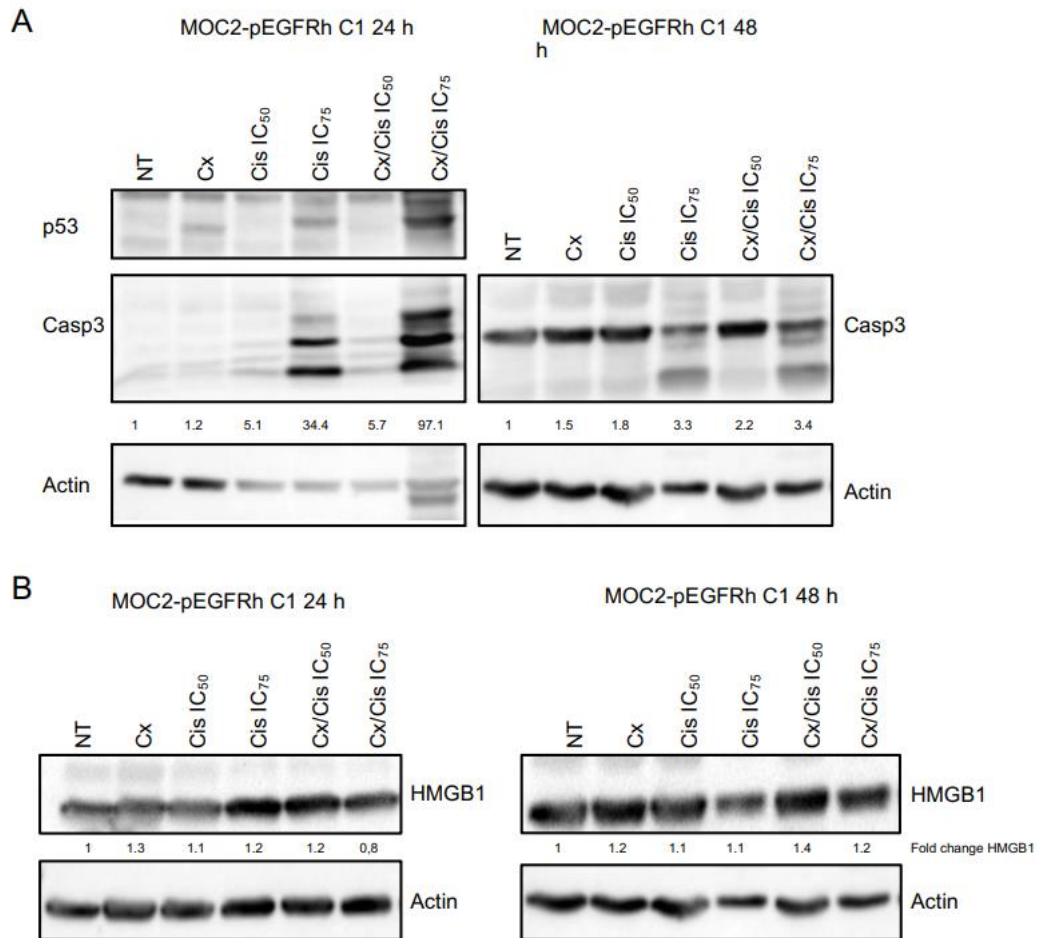 A
MOC2-pEGFRh C1 24 h
MOC2-pEGFRh C1 48
h
NT
Cx
Cis IC50
Cis IC75
Cx/Cis IC50
Cx/Cis IC75
NT
Cx
Cis IC50
Cis IC75
Cx/Cis IC50
Cx/Cis IC75
p53
Casp3
Casp3
1 1.2 5.1 34.4 5.7 97.1
1 1.5 1.8 3.3 2.2 3.4
Actin
Actin
B
MOC2-pEGFRh C1 24 h
MOC2-pEGFRh C1 48 h
NT
Cx
Cis IC50
Cis IC75
Cx/Cis IC50
Cx/Cis IC75
NT
Cx
Cis IC50
Cis IC75
Cx/Cis IC50
Cx/Cis IC75
HMGB1
HMGB1
1 1.3 1.1 1.2 1.2 0,8
1 1.2 1.1 1.1 1.4 1.2 Fold change HMGB1
Actin
Actin